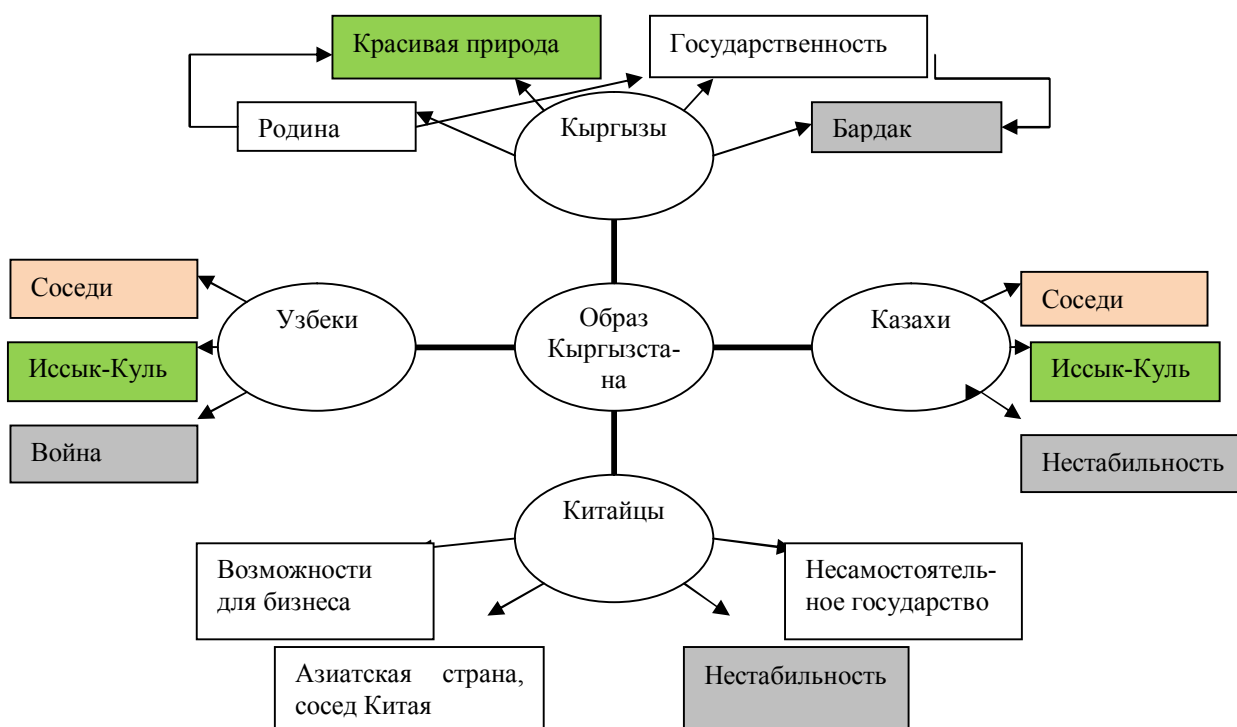 Красивая природа
Государственность
Родина
Кыргызы
Бардак
Соседи
Узбеки
Образ
Кыргызста-
на
Казахи
Соседи
Иссык-Куль
Иссык-Куль
Война
Нестабильность
Китайцы
Возможности
для бизнеса
Несамостоятель-
ное государство
Азиатская страна,
сосед Китая
Нестабильность